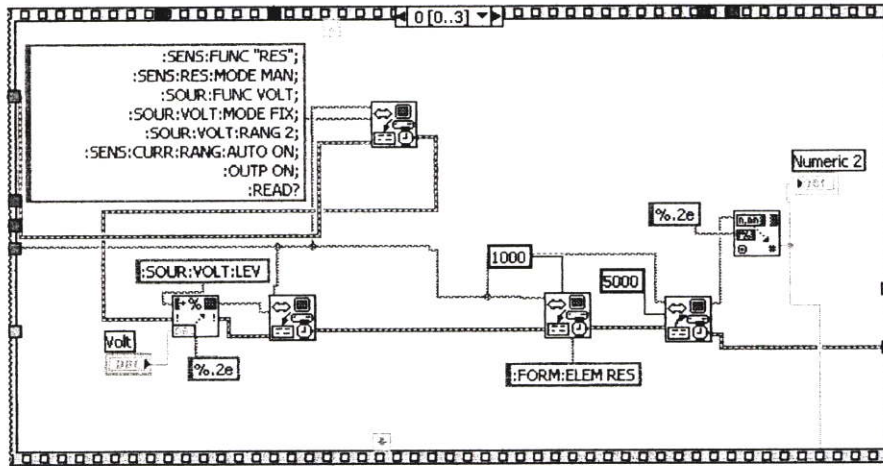 0 [0..3]
:SENS:FUNC "RES";
:SENS:RES:MODE MAN;
:SOUR:FUNC VOLT;
:SOUR:VOLT:MODE FIX;
:SOUR:VOLT:RANG 2;
:SENS:CURR:RANG:AUTO ON;
:OUTP ON;
:READ?
Numeric 2
%.2e
1000
:SOUR:VOLT:LEV
5000
Volt
%.2e
:FORM:ELEM RES